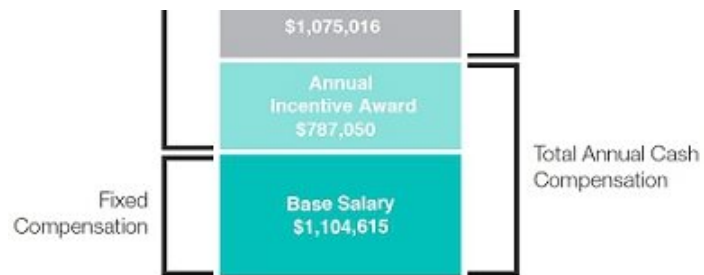 $1,075,016
Annual
Incentive Award
$787,050
Total Annual Cash
Compensation
Fixed
Compensation
Base Salary
$1,104,615